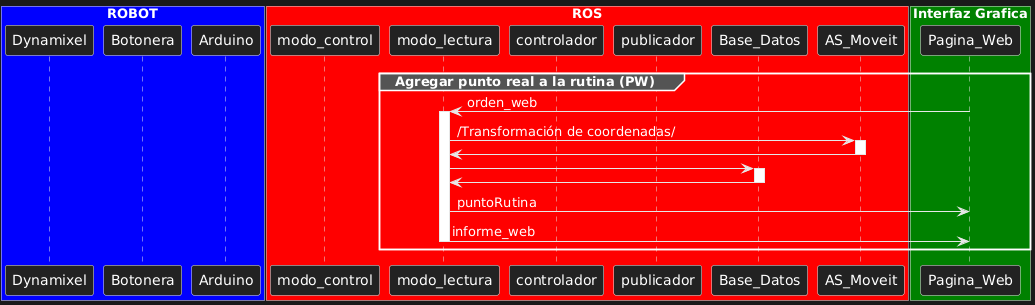 ROBOT
ROS
Interfaz Grafica
Dynamixel
Botonera
Arduino
modo_control
modo_lectura
controlador
publicador
Base_Datos
AS_Moveit
Pagina_Web
Agregar punto real a la rutina (PW)
orden_web
/Transformación de coordenadas/
puntoRutina
informe_web
Dynamixel
Botonera
Arduino
modo_control
modo_lectura
controlador
publicador
Base_Datos
AS_Moveit
Pagina_Web